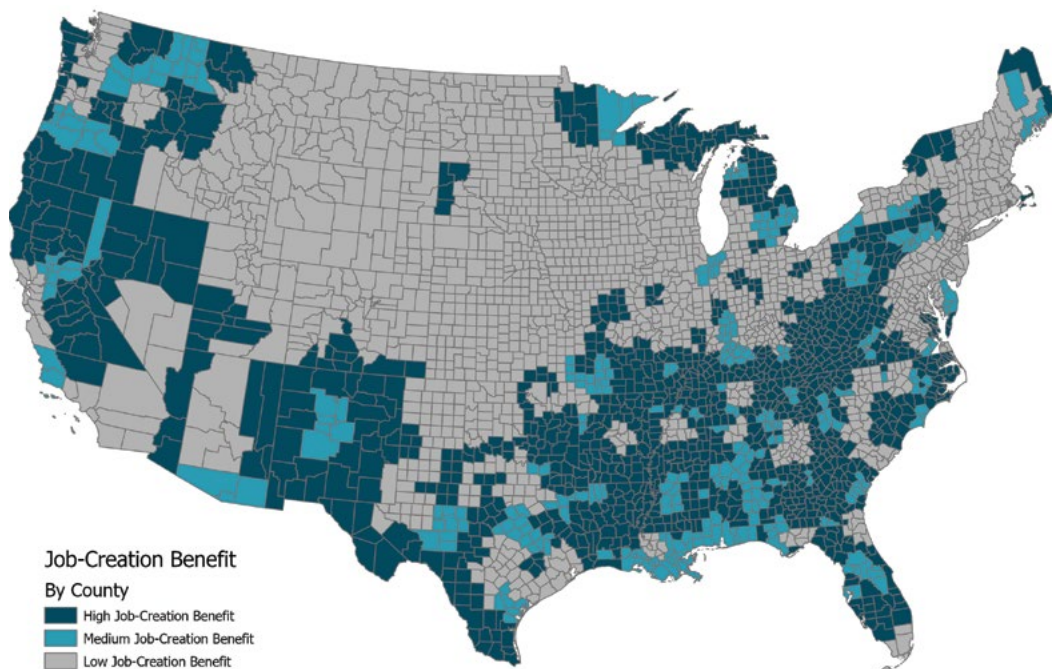 Job-Creation Benefit
By County
High Job-Creation Benefit
Medium Job-Creation Benefit
Low Job-Creation Benefit